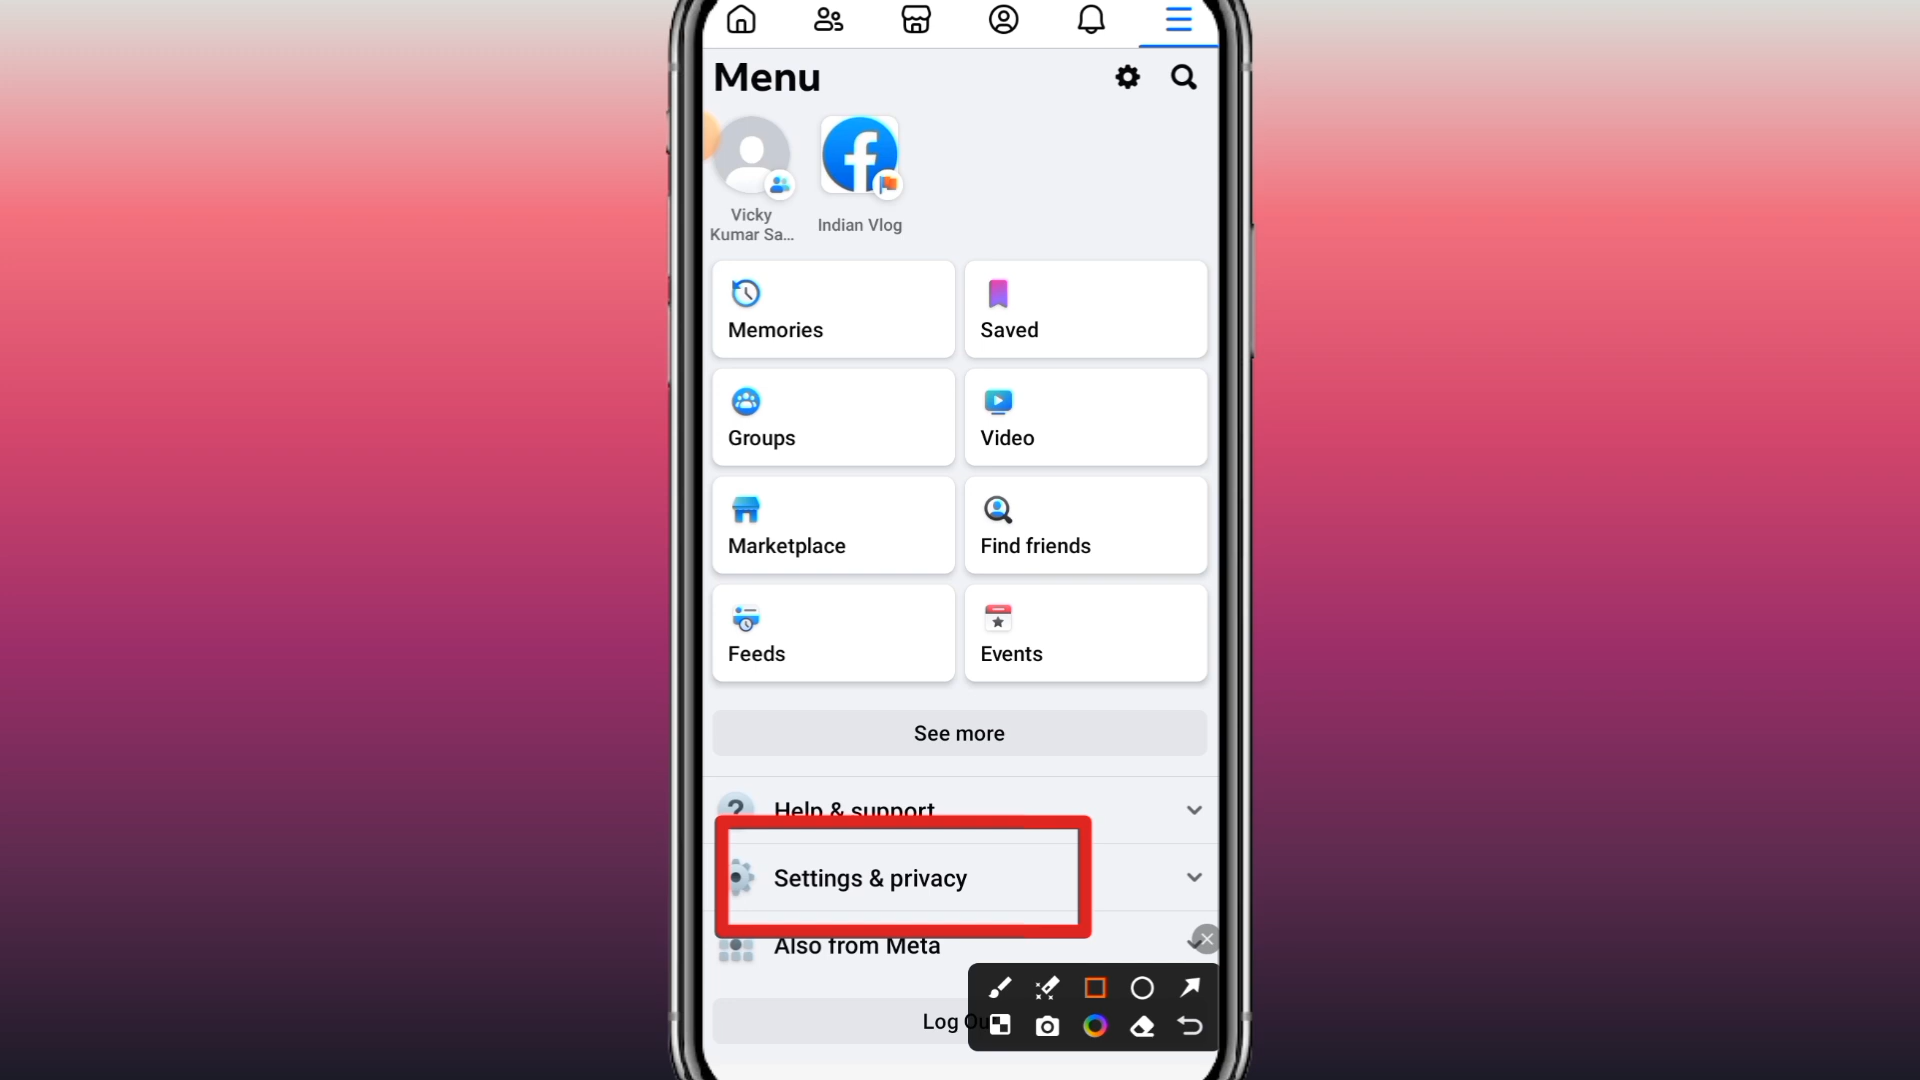 Menu
Vicky
Kumar Sa...
Indian Vlog
Memories
Saved
Groups
Video
Marketplace
Find friends
Feeds
Events
See more
Help & support
Settings & privacy
Also from Meta
Log Ou